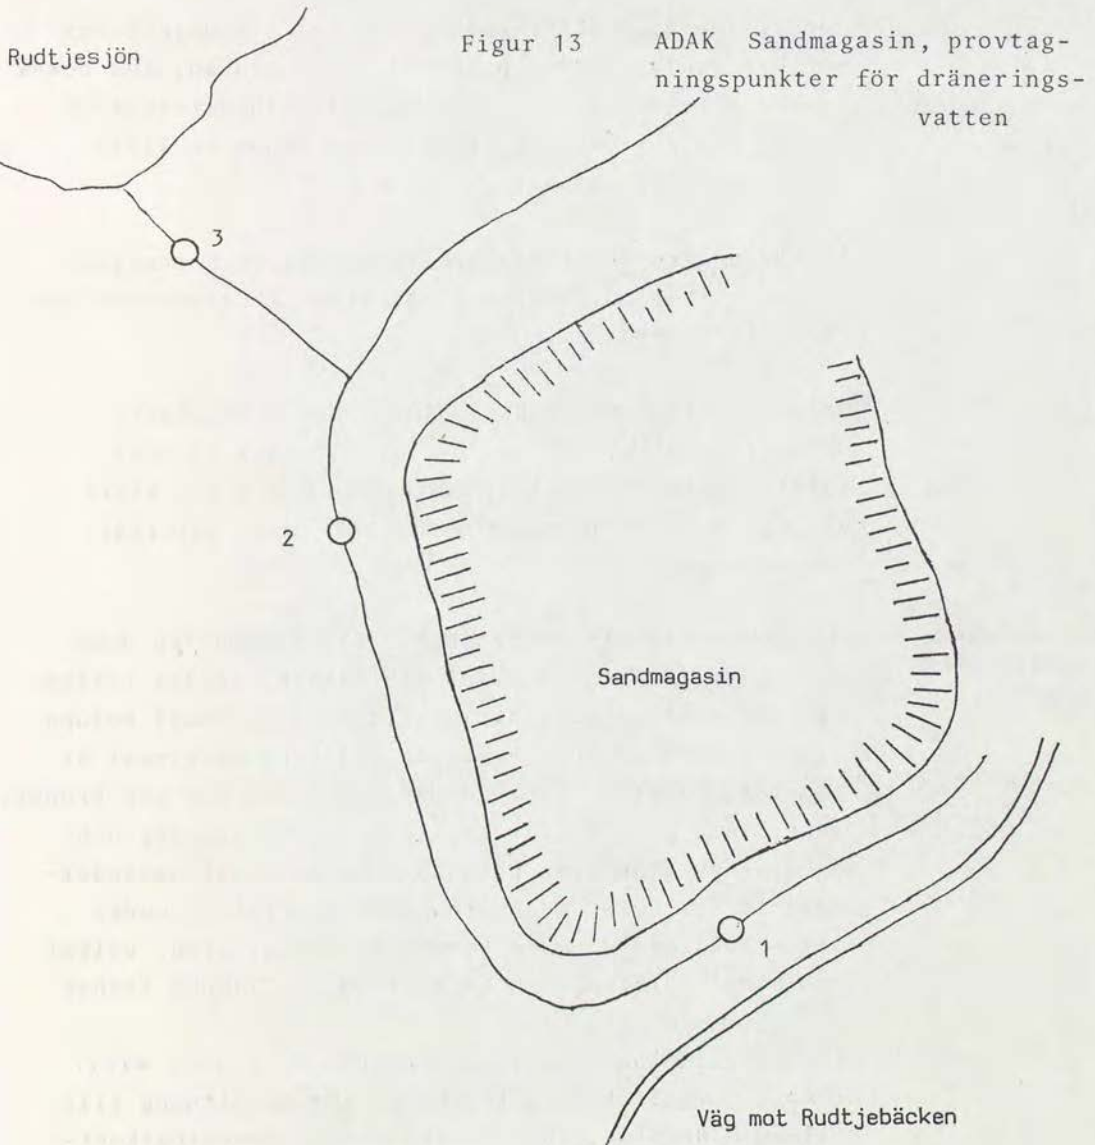 Rudtjesjön
Figur 13 ADAK Sandmagasin, provtag-
ningspunkter för dränerings-
vatten
3
2
Sandmagasin
1
Väg mot Rudtjebäcken